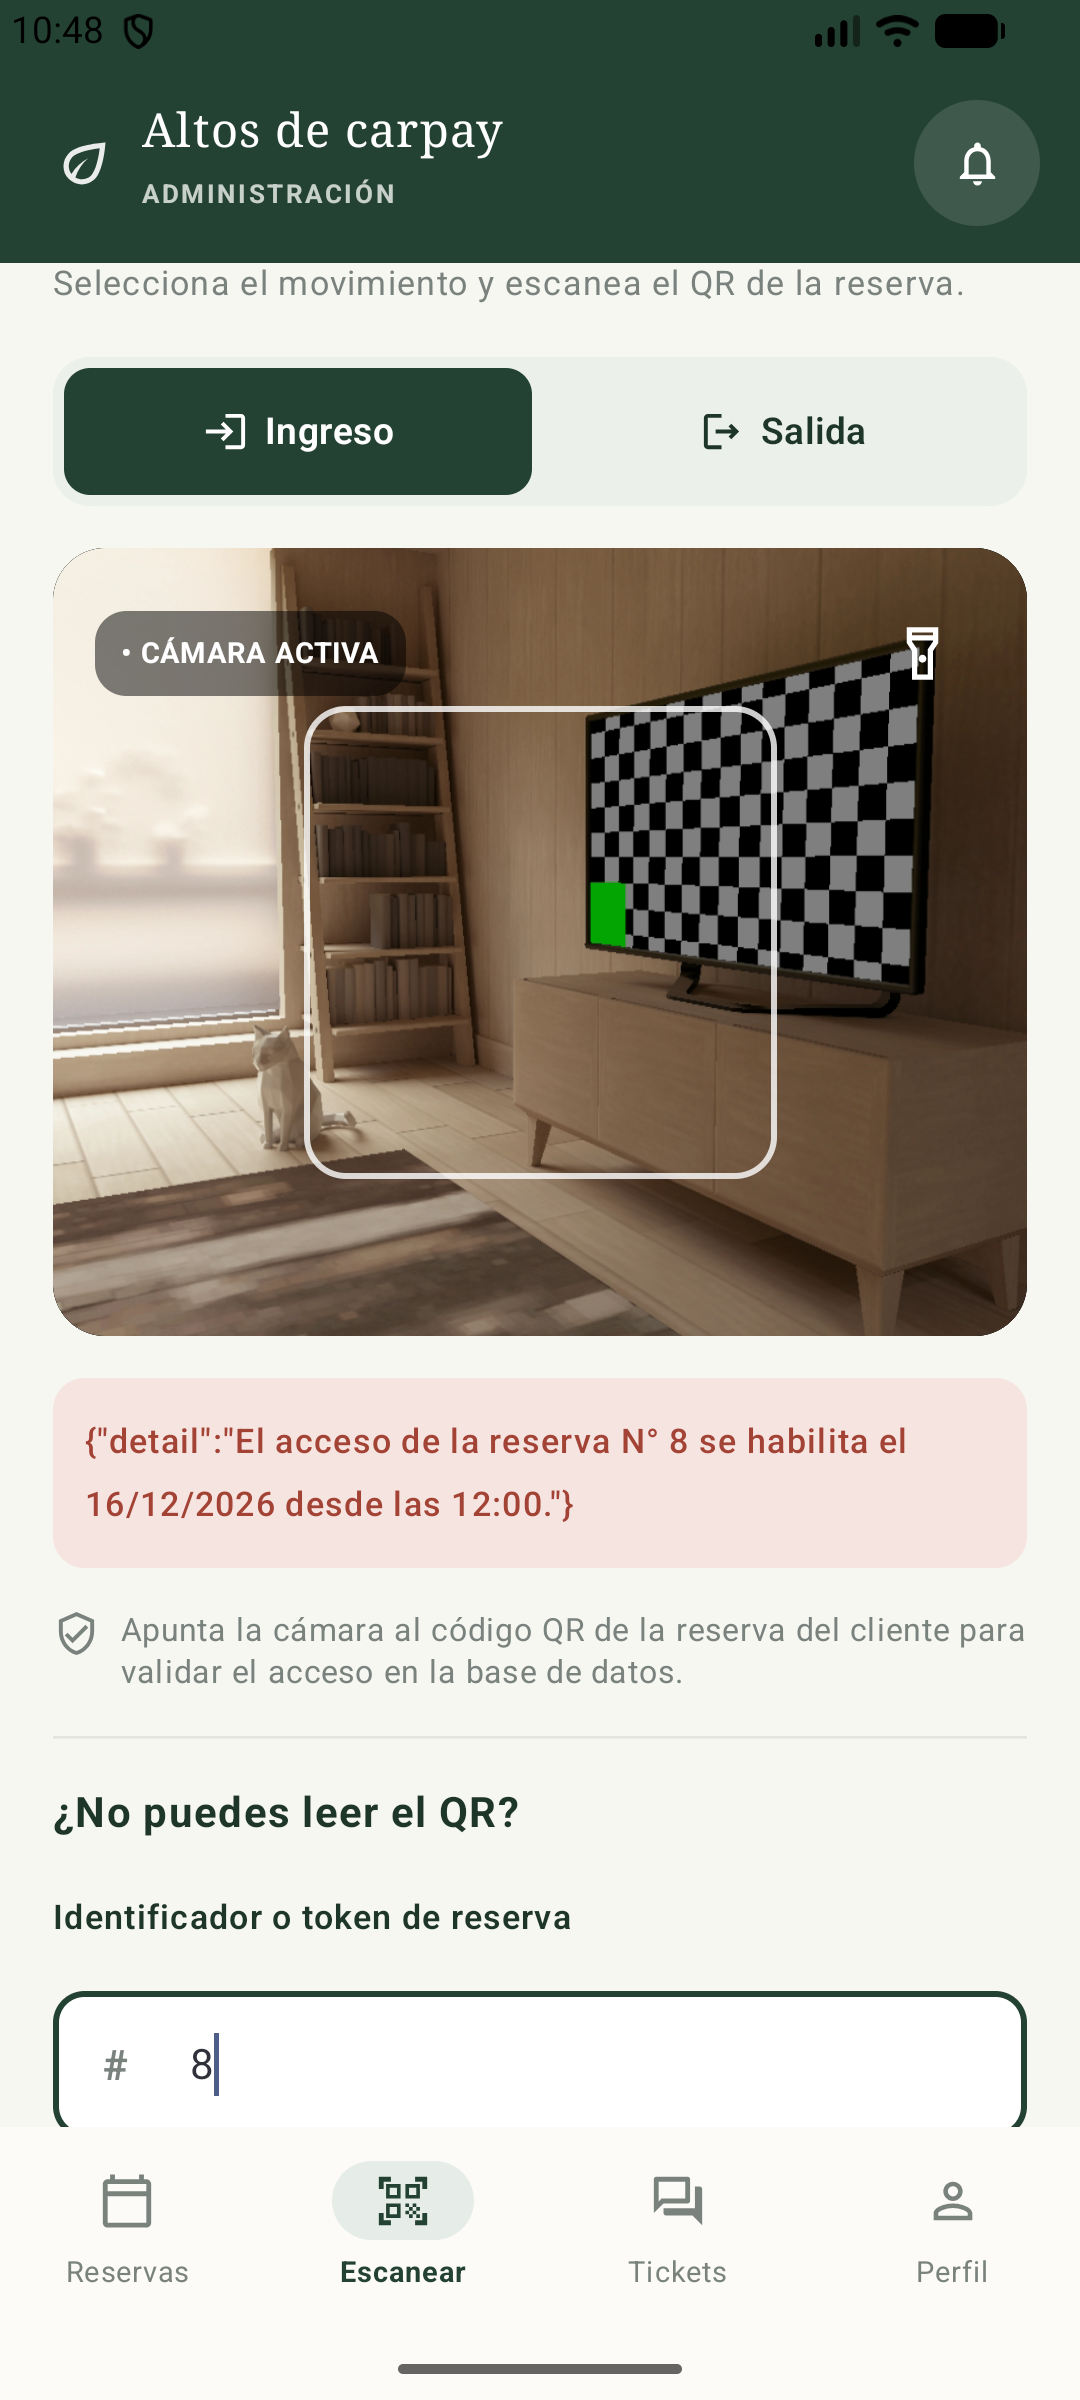 10:48
Altos de carpay
ADMINISTRACIÓN
Selecciona el movimiento y escanea el QR de la reserva.
Ingreso
Salida
• CÁMARA ACTIVA
{"detail":"El acceso de la reserva N° 8 se habilita el
16/12/2026 desde las 12:00."}
Apunta la cámara al código QR de la reserva del cliente para
validar el acceso en la base de datos.
¿No puedes leer el QR?
Identificador o token de reserva
# 8
Reservas
Escanear
Tickets
Perfil